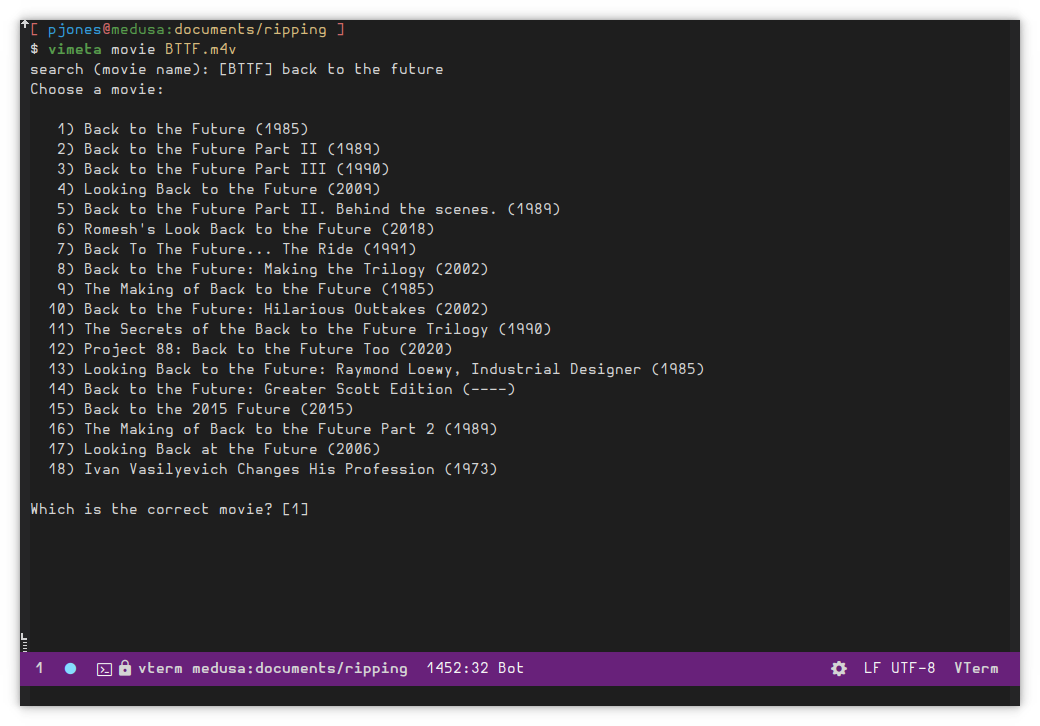 [ pjones@medusa:documents/ripping ]
$ vimeta movie BTTF.m4v
search (movie name): [BTTF] back to the future
Choose a movie:
1) Back to the Future (1985)
2) Back to the Future Part II (1989)
3) Back to the Future Part III (1990)
4) Looking Back to the Future (2009)
5) Back to the Future Part II. Behind the scenes. (1989)
6) Romesh's Look Back to the Future (2018)
7) Back To The Future... The Ride (1991)
8) Back to the Future: Making the Trilogy (2002)
9) The Making of Back to the Future (1985)
10) Back to the Future: Hilarious Outtakes (2002)
11) The Secrets of the Back to the Future Trilogy (1990)
12) Project 88: Back to the Future Too (2020)
13) Looking Back to the Future: Raymond Loewy, Industrial Designer (1985)
14) Back to the Future: Greater Scott Edition (----)
15) Back to the 2015 Future (2015)
16) The Making of Back to the Future Part 2 (1989)
17) Looking Back at the Future (2006)
18) Ivan Vasilyevich Changes His Profession (1973)
Which is the correct movie? [1]
1 vterm medusa:documents/ripping 1452:32 Bot LF UTF-8 VTerm